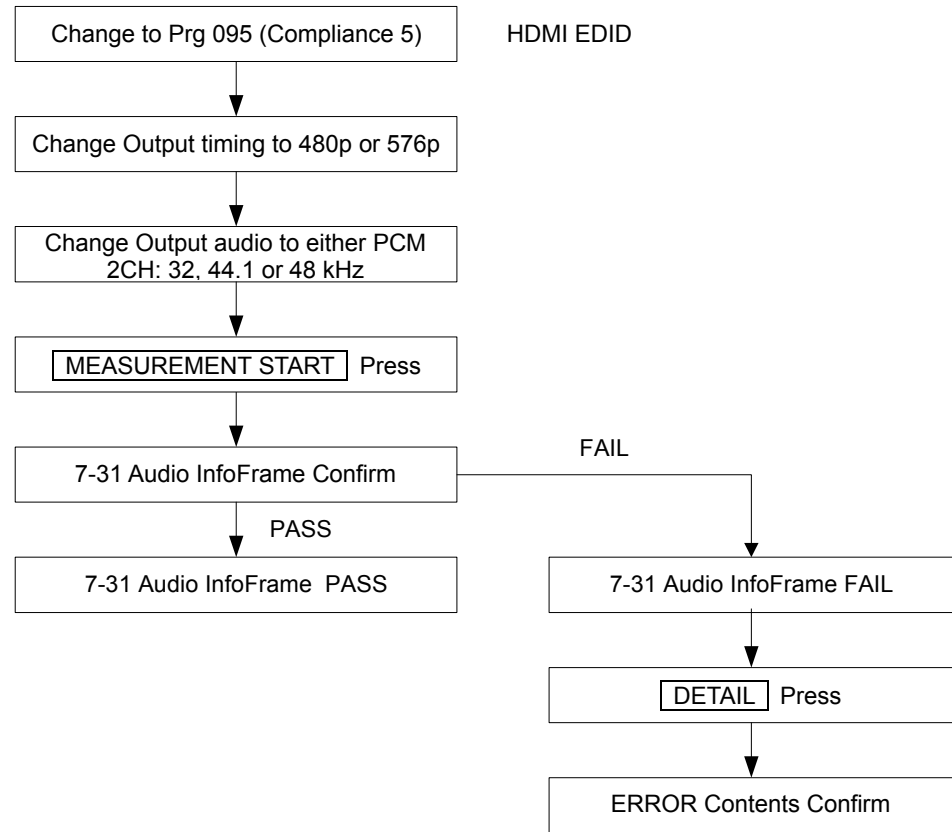 Change to Prg 095 (Compliance 5)
HDMI EDID
Change Output timing to 480p or 576p
Change Output audio to either PCM
2CH: 32, 44.1 or 48 kHz
MEASUREMENT START Press
7-31 Audio InfoFrame Confirm
FAIL
PASS
7-31 Audio InfoFrame PASS
7-31 Audio InfoFrame FAIL
DETAIL Press
ERROR Contents Confirm